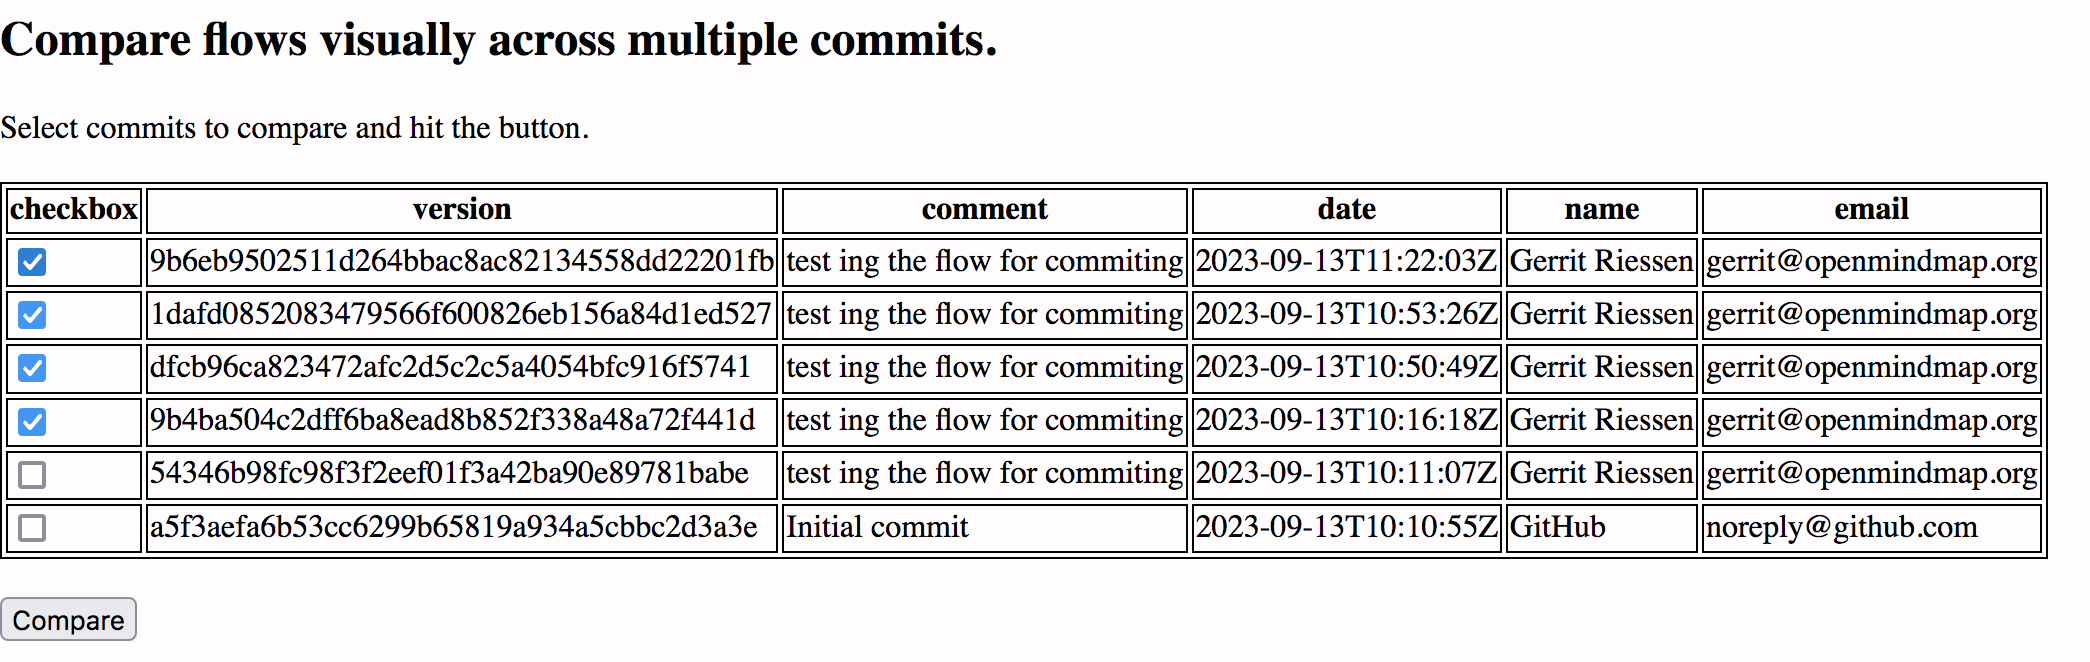 Compare flows visually across multiple commits.
Select commits to compare and hit the button.
checkbox version comment date name email
9b6eb9502511d264bbac8ac82134558dd22201fb test ing the flow for commiting 2023-09-13T11:22:03Z Gerrit Riessen gerrit@openmindmap.org
1dafd0852083479566f600826eb156a84d1ed527 test ing the flow for commiting 2023-09-13T10:53:26Z Gerrit Riessen gerrit@openmindmap.org
dfcb96ca823472afc2d5c2c5a4054bfc916f5741 test ing the flow for commiting 2023-09-13T10:50:49Z Gerrit Riessen gerrit@openmindmap.org
9b4ba504c2dff6ba8ead8b852f338a48a72f441d test ing the flow for commiting 2023-09-13T10:16:18Z Gerrit Riessen gerrit@openmindmap.org
54346b98fc98f3f2eef01f3a42ba90e89781babe test ing the flow for commiting 2023-09-13T10:11:07Z Gerrit Riessen gerrit@openmindmap.org
a5f3aefa6b53cc6299b65819a934a5cbbc2d3a3e Initial commit 2023-09-13T10:10:55Z GitHub noreply@github.com
Compare